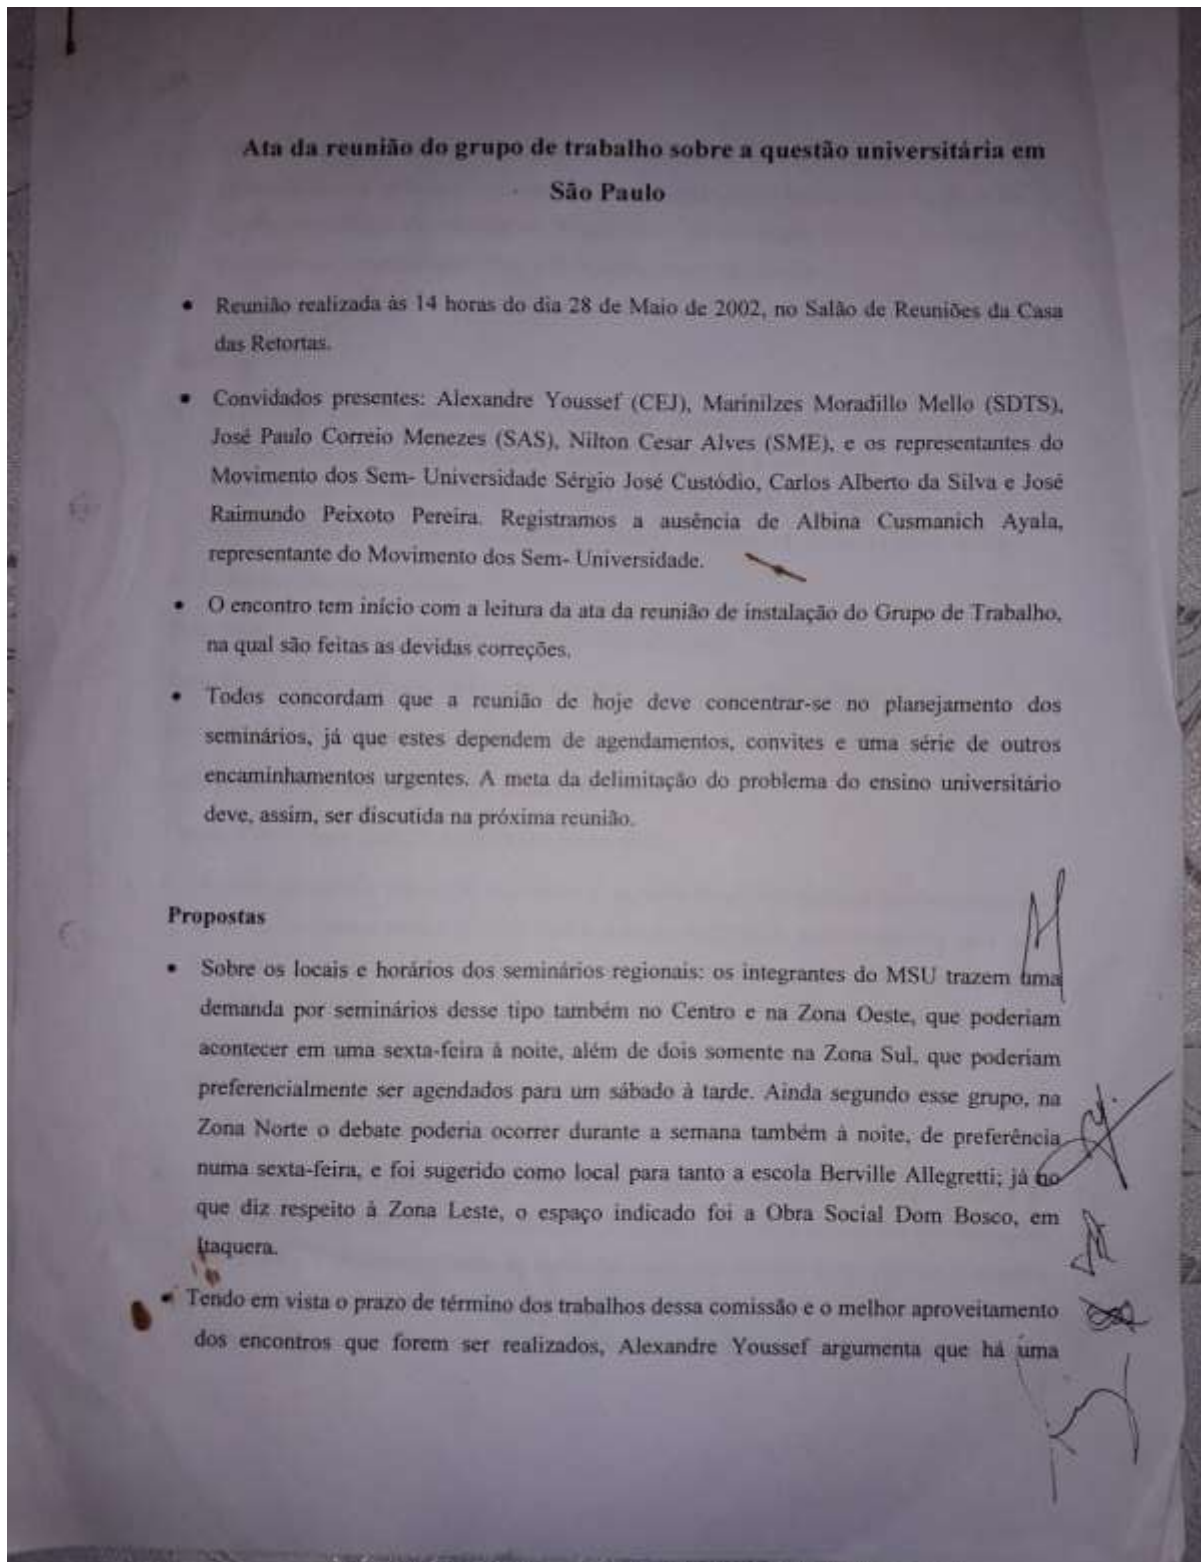 Ata da reunião do grupo de trabalho sobre a questão universitária em
São Paulo
• Reunião realizada às 14 horas do dia 28 de Maio de 2002, no Salão de Reuniões da Casa
das Retortas.
• Convidados presentes: Alexandre Youssef (CEJ), Marinilzes Moradillo Mello (SDTS),
José Paulo Correio Menezes (SAS), Nilton Cesar Alves (SME), e os representantes do
Movimento dos Sem- Universidade Sérgio José Custódio, Carlos Alberto da Silva e José
Raimundo Peixoto Pereira. Registramos a ausência de Albina Cusmanich Ayala,
representante do Movimento dos Sem- Universidade.
• O encontro tem início com a leitura da ata da reunião de instalação do Grupo de Trabalho,
na qual são feitas as devidas correções.
• Todos concordam que a reunião de hoje deve concentrar-se no planejamento dos
seminários, já que estes dependem de agendamentos, convites e uma série de outros
encaminhamentos urgentes. A meta da delimitação do problema do ensino universitário
deve, assim, ser discutida na próxima reunião.
Propostas
• Sobre os locais e horários dos seminários regionais: os integrantes do MSU trazem uma
demanda por seminários desse tipo também no Centro e na Zona Oeste, que poderiam
acontecer em uma sexta-feira à noite, além de dois somente na Zona Sul, que poderiam
preferencialmente ser agendados para um sábado à tarde. Ainda segundo esse grupo, na
Zona Norte o debate poderia ocorrer durante a semana também à noite, de preferência
numa sexta-feira, e foi sugerido como local para tanto a escola Berville Allegretti; já no
que diz respeito à Zona Leste, o espaço indicado foi a Obra Social Dom Bosco, em
Itaquera.
• Tendo em vista o prazo de término dos trabalhos dessa comissão e o melhor aproveitamento
dos encontros que forem ser realizados, Alexandre Youssef argumenta que há uma